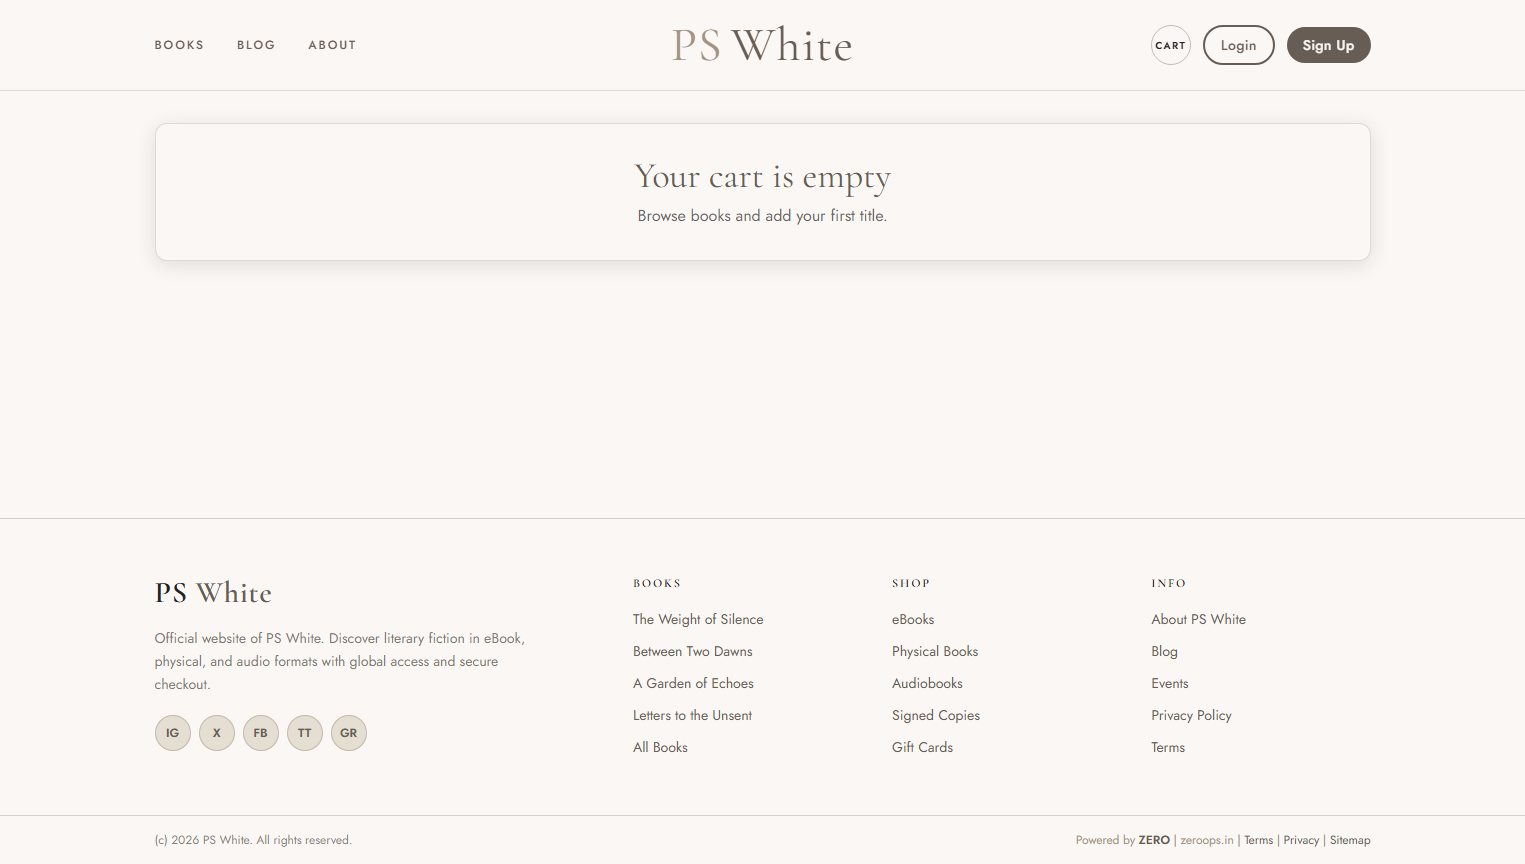 BOOKS BLOG ABOUT
PS White
CART Login Sign Up
Your cart is empty
Browse books and add your first title.
PS White
Official website of PS White. Discover literary fiction in eBook,
physical, and audio formats with global access and secure
checkout.
IG X FB TT GR
BOOKS
The Weight of Silence
Between Two Dawns
A Garden of Echoes
Letters to the Unsent
All Books
SHOP
eBooks
Physical Books
Audiobooks
Signed Copies
Gift Cards
INFO
About PS White
Blog
Events
Privacy Policy
Terms
(c) 2026 PS White. All rights reserved.
Powered by ZERO | zeroops.in | Terms | Privacy | Sitemap